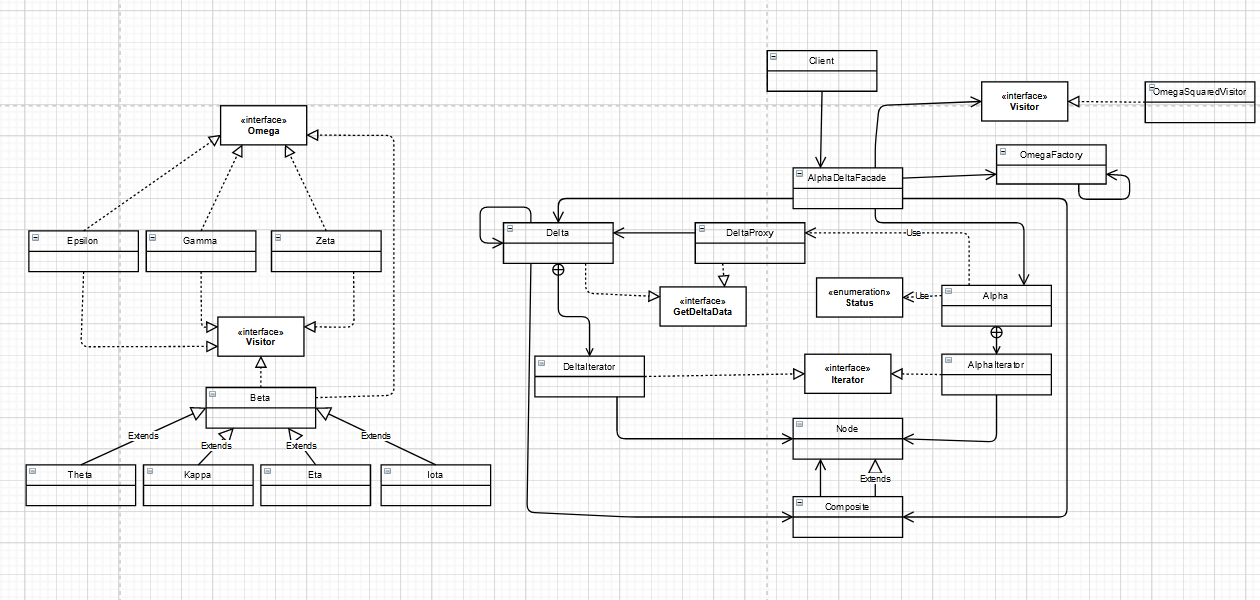 Client
«interface»
Visitor
OmegaSquaredVisitor
«interface»
Omega
OmegaFactory
AlphaDeltaFacade
Epsilon
Gamma
Zeta
Delta
DeltaProxy
Use
«interface»
GetDeltaData
«enumeration»
Status
Use
Alpha
«interface»
Visitor
DeltaIterator
«interface»
Iterator
AlphaIterator
Beta
Node
Extends
Extends
Extends
Extends
Theta
Kappa
Eta
Iota
Extends
Composite